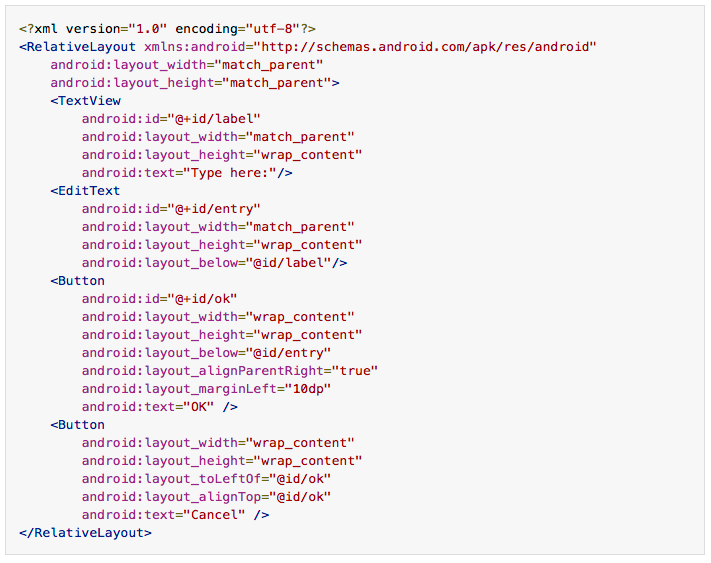 <?xml version="1.0" encoding="utf-8"?>
<RelativeLayout xmlns:android="http://schemas.android.com/apk/res/android"
    android:layout_width="match_parent"
    android:layout_height="match_parent">
    <TextView
        android:id="@+id/label"
        android:layout_width="match_parent"
        android:layout_height="wrap_content"
        android:text="Type here:"/>
    <EditText
        android:id="@+id/entry"
        android:layout_width="match_parent"
        android:layout_height="wrap_content"
        android:layout_below="@id/label"/>
    <Button
        android:id="@+id/ok"
        android:layout_width="wrap_content"
        android:layout_height="wrap_content"
        android:layout_below="@id/entry"
        android:layout_alignParentRight="true"
        android:layout_marginLeft="10dp"
        android:text="OK" />
    <Button
        android:layout_width="wrap_content"
        android:layout_height="wrap_content"
        android:layout_toLeftOf="@id/ok"
        android:layout_alignTop="@id/ok"
        android:text="Cancel" />
</RelativeLayout>